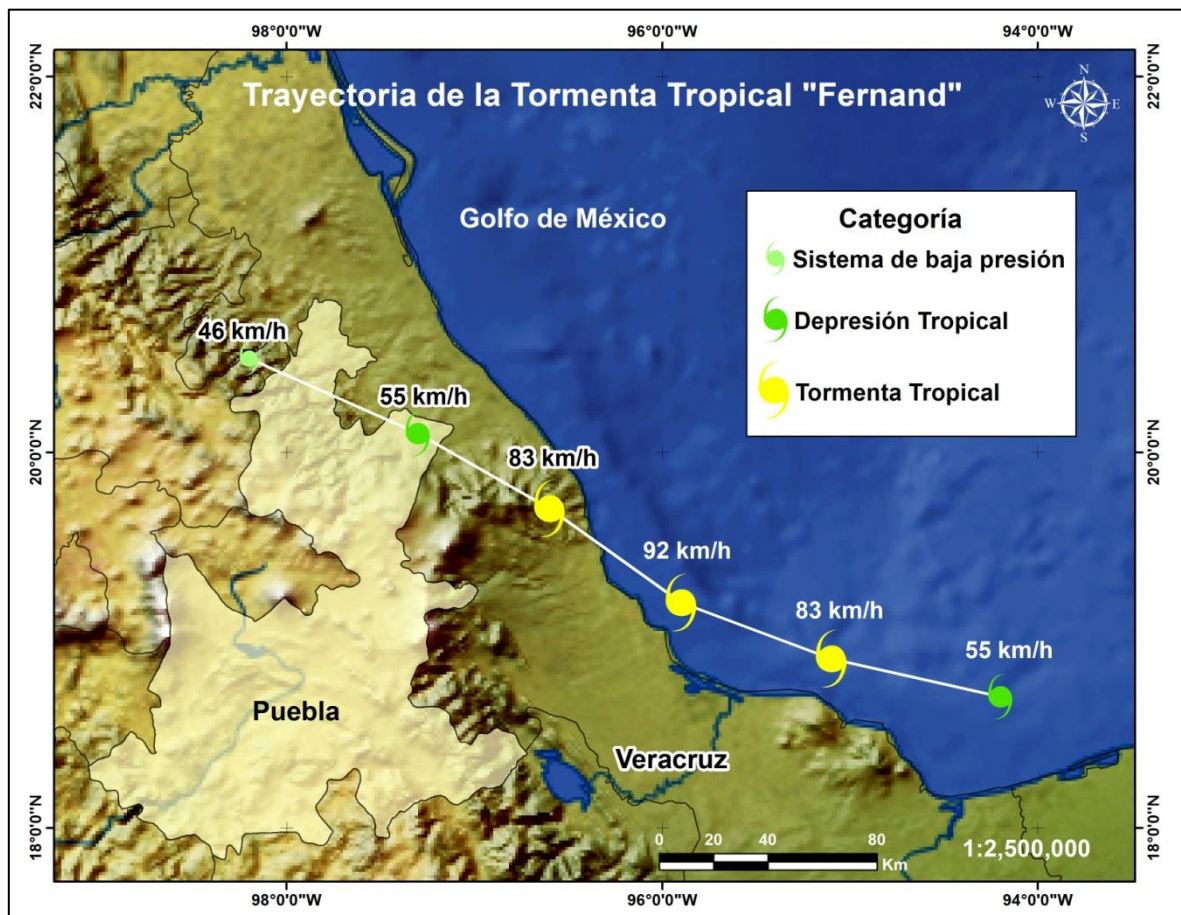 98°0'0"W
96°0'0"W
94°0'0"W
22°0'0"N
22°0'0"N
Trayectoria de la Tormenta Tropical "Fernand"
N
W
E
S
Golfo de México
Categoría
Sistema de baja presión
Depresión Tropical
Tormenta Tropical
46 km/h
55 km/h
83 km/h
20°0'0"N
20°0'0"N
92 km/h
83 km/h
55 km/h
Puebla
Veracruz
18°0'0"N
18°0'0"N
0 20 40 80
Km
1:2,500,000
98°0'0"W
96°0'0"W
94°0'0"W